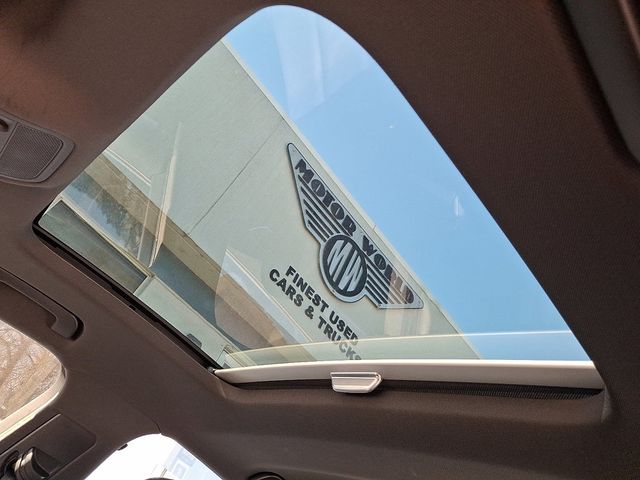 MOTOR WORLD
MW
FINEST USED
CARS & TRUCKS